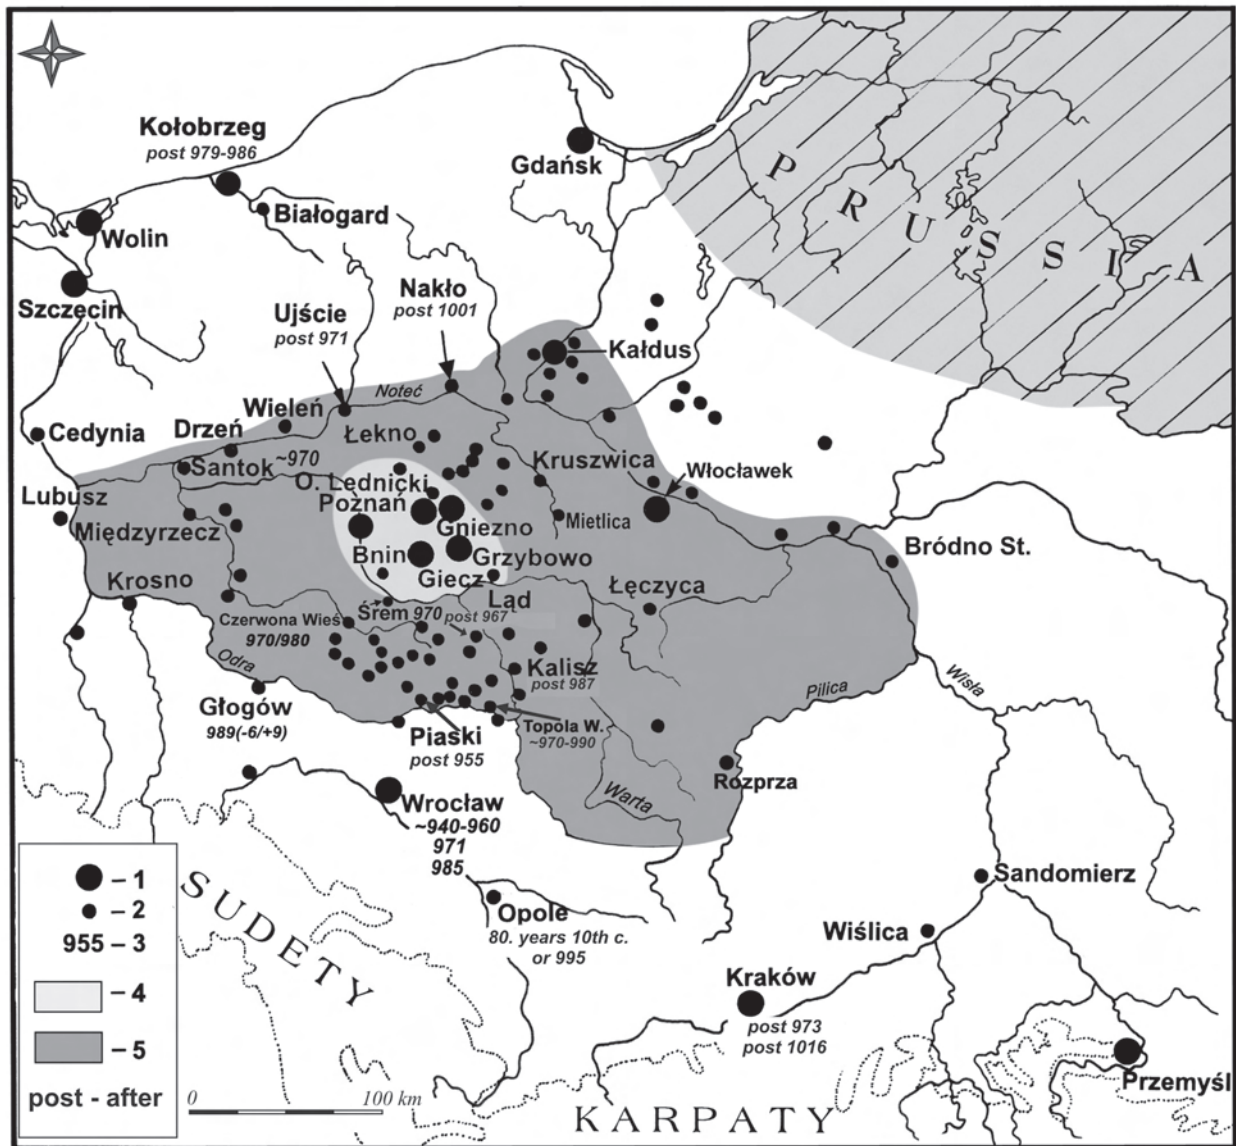 Kołobrzeg
post 979-986
Gdańsk
PRUSSIA
Białogard
Wolin
Szczecin
Nakło
post 1001
Ujście
post 971
Kałdus
Noteć
Wieleń
Cedynia
Drzeń
Łekno
Santok ~970
Kruszwica
Włocławek
O. Lednicki
Lubusz
Poznań
Międzyrzecz
Gniezno
Mietlica
Bnin
Grzybowo
Bródno St.
Giecz
Krosno
Ląd
Łęczyca
Śrem 970
post 967
Czerwona Wieś
970/980
Odra
Kalisz
post 987
Pilica
Wisła
Głogów
989(-6/+9)
Piaski
post 955
Topola W.
~970-990
Rozprza
Warta
Wrocław
~940-960
971
985
SUDETY
Sandomierz
Opole
80. years 10th c.
or 995
Wiślica
Kraków
post 973
post 1016
Przemyśl
KARPATY
– 1
– 2
955 – 3
– 4
– 5
post - after
0 100 km